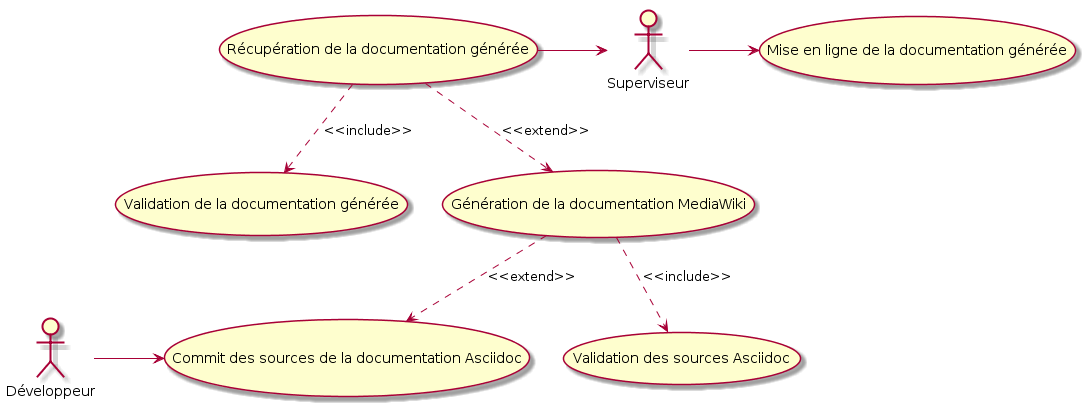 Récupération de la documentation générée
Superviseur
Mise en ligne de la documentation générée
<<include>>
<<extend>>
Validation de la documentation générée
Génération de la documentation MediaWiki
<<extend>>
<<include>>
Développeur
Commit des sources de la documentation Asciidoc
Validation des sources Asciidoc